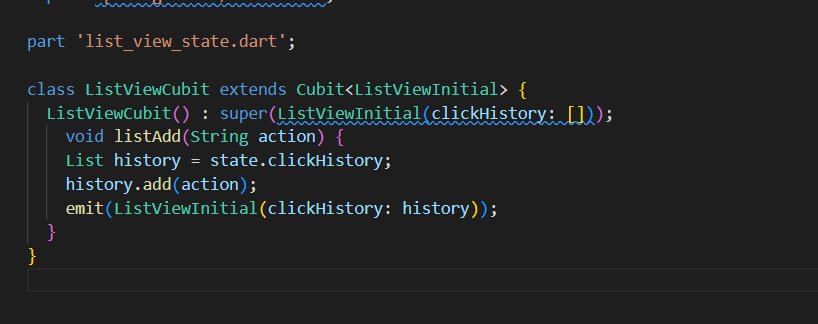 part 'list_view_state.dart';
class ListViewCubit extends Cubit<ListViewInitial> {
ListViewCubit() : super(ListViewInitial(clickHistory: []));
void listAdd(String action) {
List history = state.clickHistory;
history.add(action);
emit(ListViewInitial(clickHistory: history));
}
}